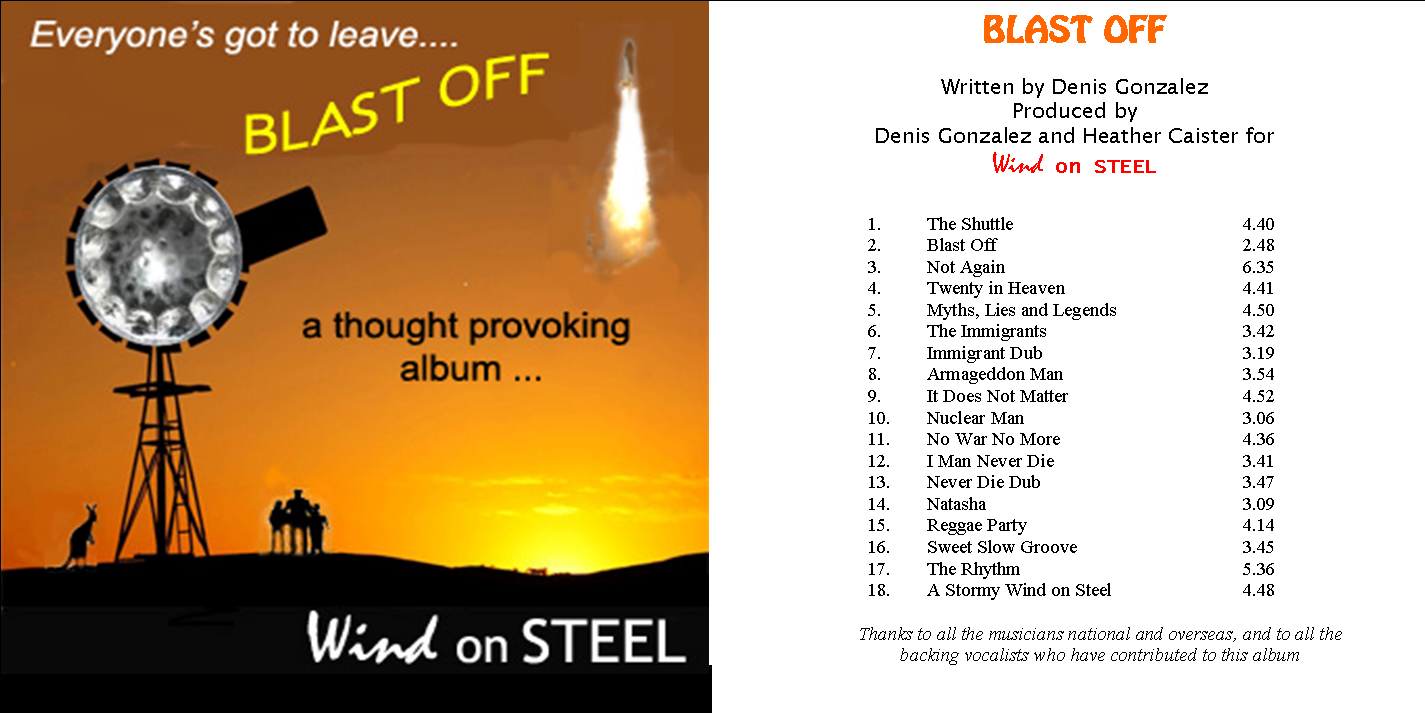 Everyone's got to leave....
BLAST OFF
a thought provoking
album ...
Wind on STEEL
BLAST OFF
Written by Denis Gonzalez
Produced by
Denis Gonzalez and Heather Caister for
Wind on STEEL
1. The Shuttle 4.40
2. Blast Off 2.48
3. Not Again 6.35
4. Twenty in Heaven 4.41
5. Myths, Lies and Legends 4.50
6. The Immigrants 3.42
7. Immigrant Dub 3.19
8. Armageddon Man 3.54
9. It Does Not Matter 4.52
10. Nuclear Man 3.06
11. No War No More 4.36
12. I Man Never Die 3.41
13. Never Die Dub 3.47
14. Natasha 3.09
15. Reggae Party 4.14
16. Sweet Slow Groove 3.45
17. The Rhythm 5.36
18. A Stormy Wind on Steel 4.48
Thanks to all the musicians national and overseas, and to all the
backing vocalists who have contributed to this album